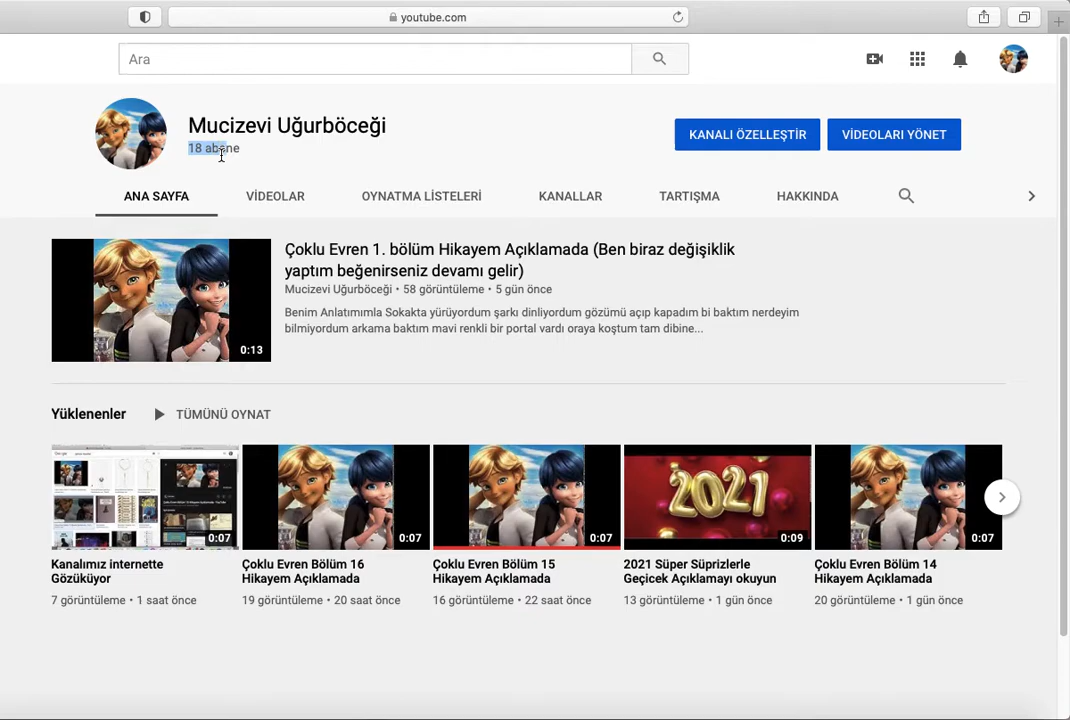 youtube.com
Ara
Mucizevi Uğurböceği
18 abone
KANALI ÖZELLEŞTİR
VİDEOLARI YÖNET
ANA SAYFA
VİDEOLAR
OYNATMA LİSTELERİ
KANALLAR
TARTIŞMA
HAKKINDA
Çoklu Evren 1. bölüm Hikayem Açıklamada (Ben biraz değişiklik
yaptım beğenirseniz devamı gelir)
Mucizevi Uğurböceği • 58 görüntüleme • 5 gün önce
Benim Anlatımımla Sokakta yürüyordum şarkı dinliyordum gözümü açıp kapadım bi baktım nerdeyim
bilmiyordum arkama baktım mavi renkli bir portal vardı oraya koştum tam dibine...
0:13
Yüklenenler
TÜMÜNÜ OYNAT
0:07
0:07
0:07
2021
0:09
0:07
Kanalımız internette
Gözüküyor
7 görüntüleme • 1 saat önce
Çoklu Evren Bölüm 16
Hikayem Açıklamada
19 görüntüleme • 20 saat önce
Çoklu Evren Bölüm 15
Hikayem Açıklamada
16 görüntüleme • 22 saat önce
2021 Süper Süprizlerle
Geçicek Açıklamayı okuyun
13 görüntüleme • 1 gün önce
Çoklu Evren Bölüm 14
Hikayem Açıklamada
20 görüntüleme • 1 gün önce